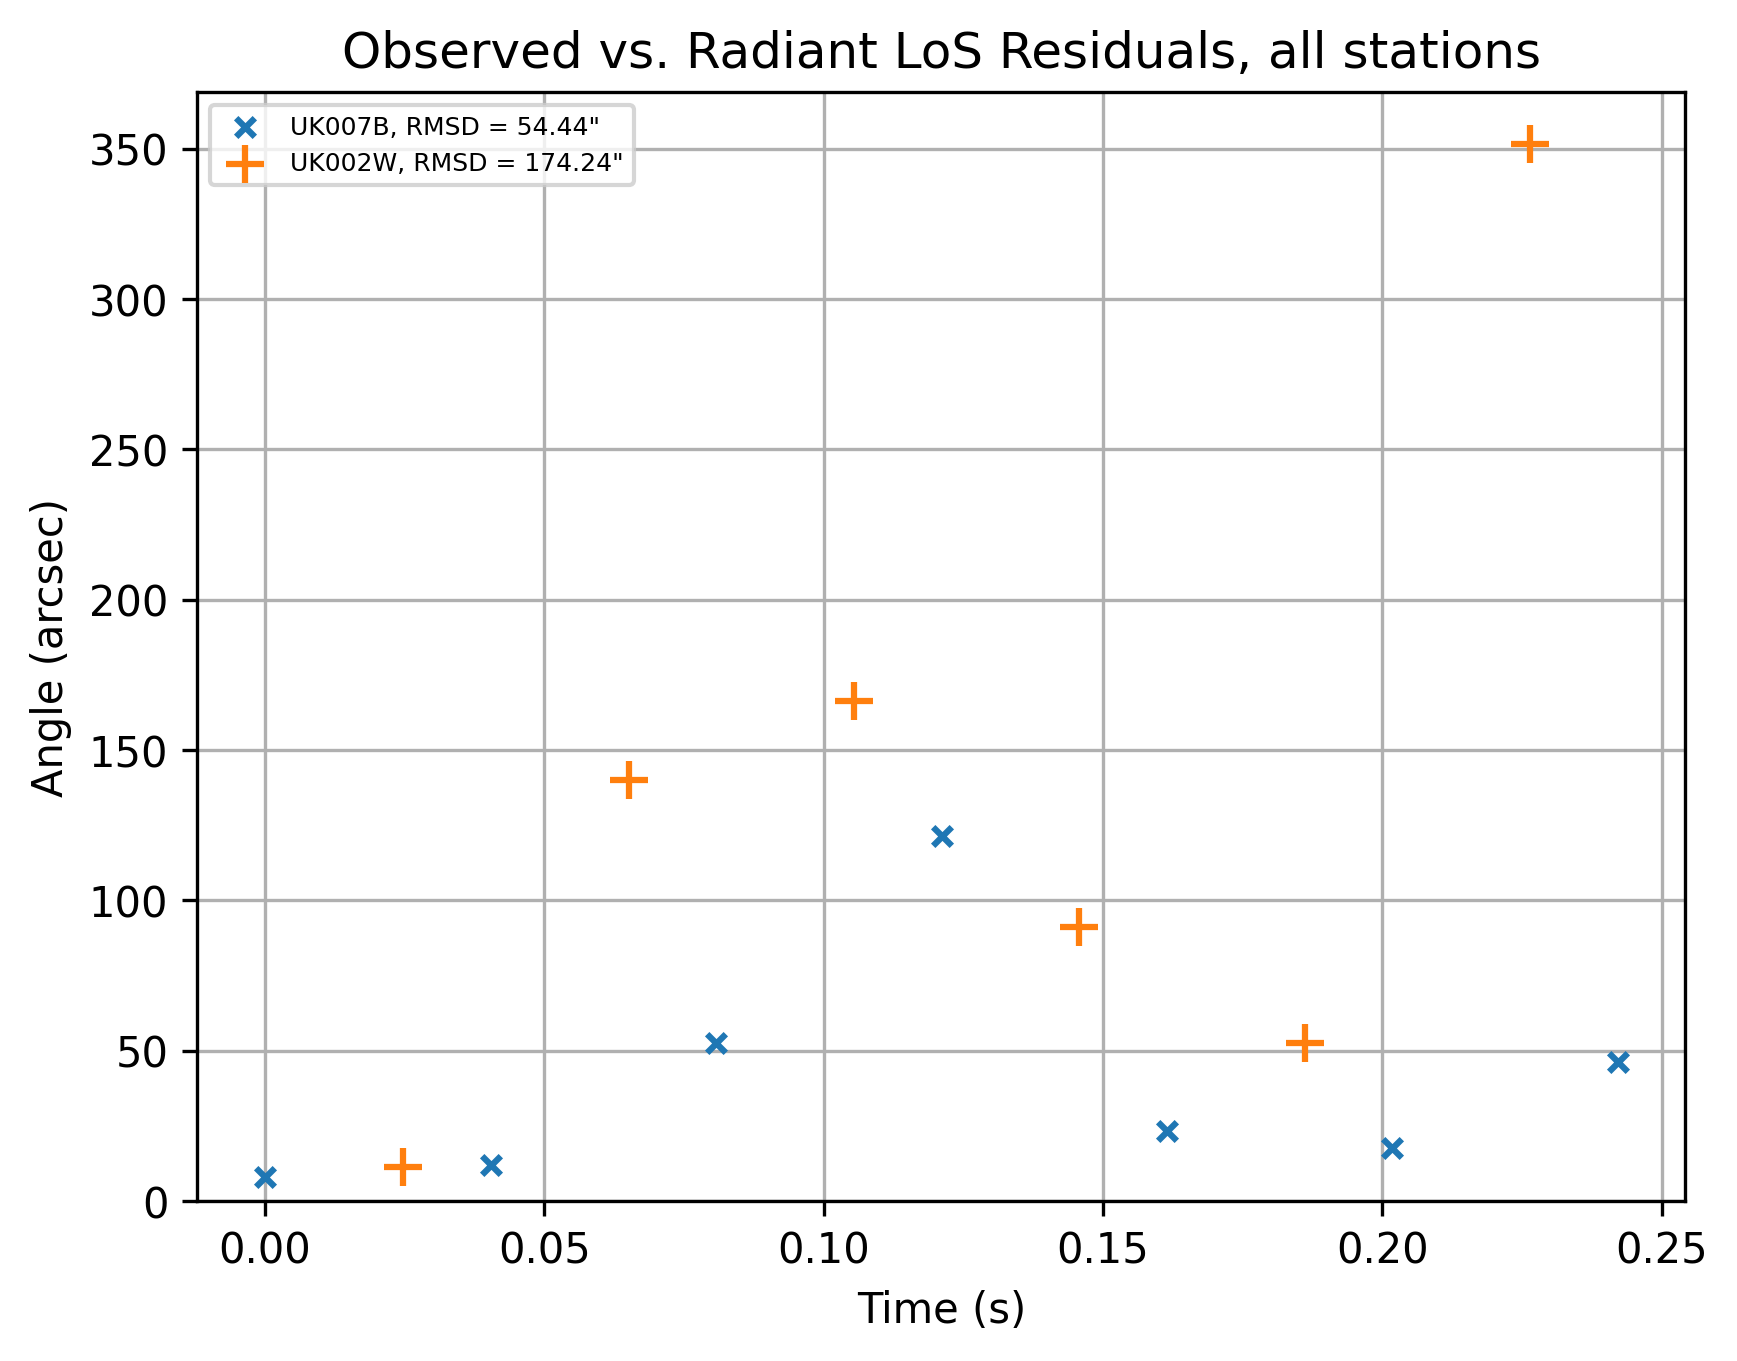 Observed vs. Radiant LoS Residuals, all stations
UK007B, RMSD = 54.44"
UK002W, RMSD = 174.24"
350
300
250
200
150
100
50
0
Angle (arcsec)
0.00 0.05 0.10 0.15 0.20 0.25
Time (s)